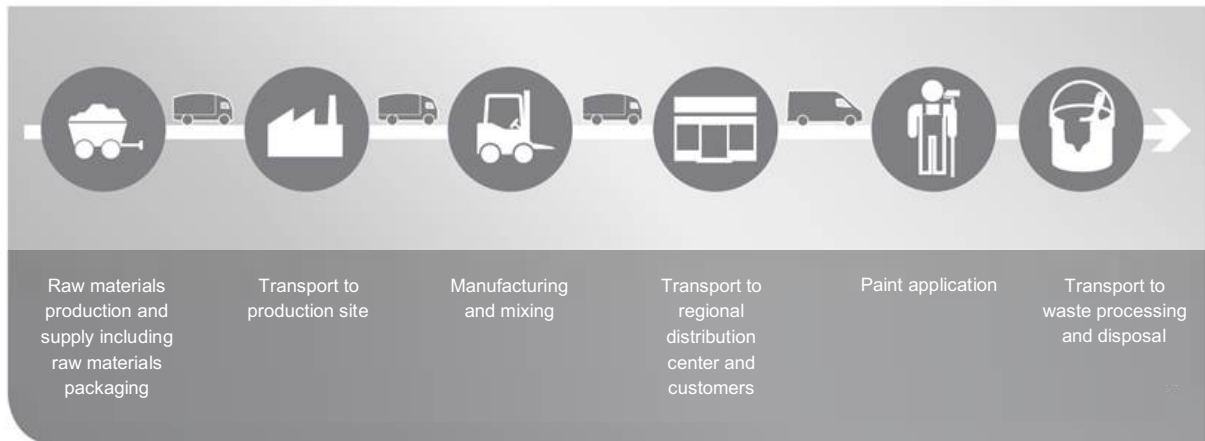 Raw materials
production and
supply including
raw materials
packaging
Transport to
production site
Manufacturing
and mixing
Transport to
regional
distribution
center and
customers
Paint application
Transport to
waste processing
and disposal